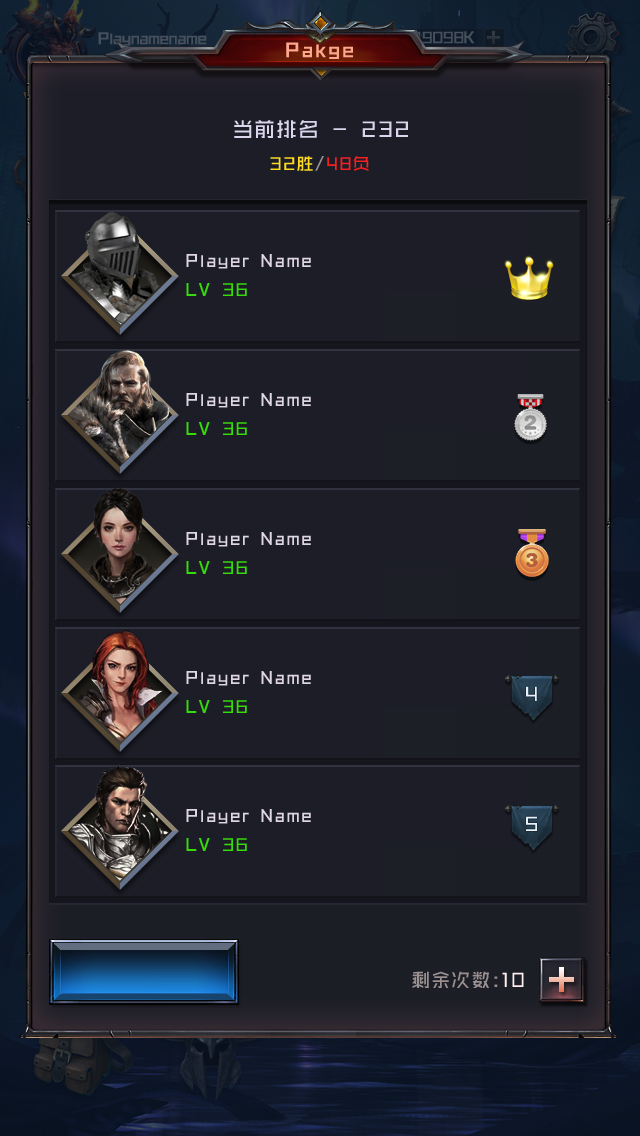 Playnamename
19098K
Pakge
当前排名 - 232
32胜/48负
Player Name
LV 36
Player Name
LV 36
2
Player Name
LV 36
3
Player Name
LV 36
4
Player Name
LV 36
5
剩余次数:10